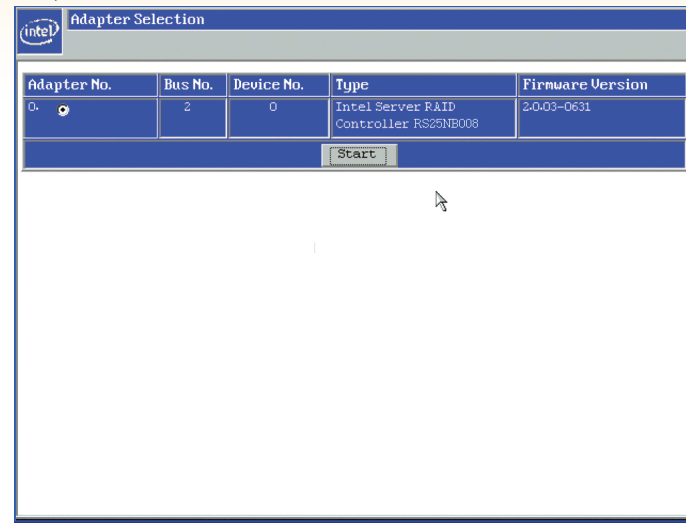 intel
Adapter Selection
Adapter No. Bus No. Device No. Type Firmware Version
0. 2 0 Intel Server RAID 2.0.03-0631
Controller RS25NB008
Start